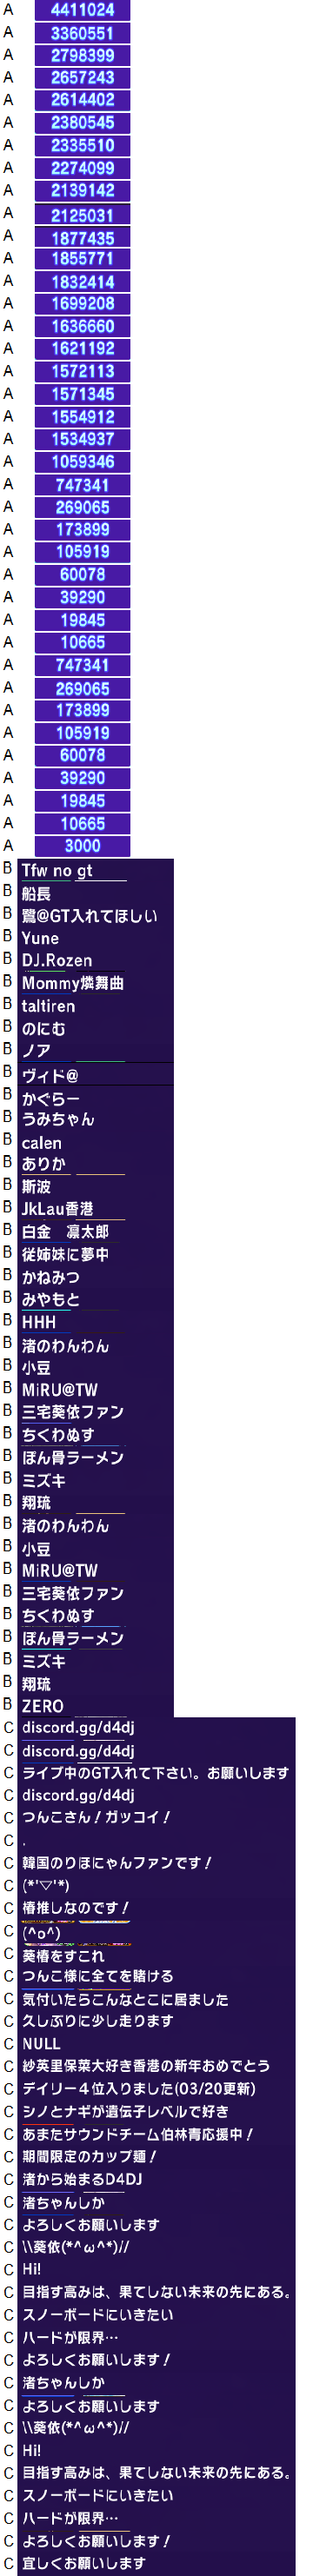 A 4411024
A 3360551
A 2798399
A 2657243
A 2614402
A 2380545
A 2335510
A 2274099
A 2139142
A 2125031
A 1877435
A 1855771
A 1832414
A 1699208
A 1636660
A 1621192
A 1572113
A 1571345
A 1554912
A 1534937
A 1059346
A 747341
A 269065
A 173899
A 105919
A 60078
A 39290
A 19845
A 10665
A 747341
A 269065
A 173899
A 105919
A 60078
A 39290
A 19845
A 10665
A 3000
B Tfw no gt
B 船長
B 鷺@GT入れてほしい
B Yune
B DJ.Rozen
B Mommy燐舞曲
B taltiren
B のにむ
B ノア
B ヴィド@
B かぐらー
B うみちゃん
B calen
B ありか
B 斯波
B JkLau香港
B 白金　凛太郎
B 従姉妹に夢中
B かねみつ
B みやもと
B HHH
B 渚のわんわん
B 小豆
B MiRU@TW
B 三宅葵依ファン
B ちくわぬす
B ぽん骨ラーメン
B ミズキ
B 翔琉
B 渚のわんわん
B 小豆
B MiRU@TW
B 三宅葵依ファン
B ちくわぬす
B ぽん骨ラーメン
B ミズキ
B 翔琉
B ZERO
C discord.gg/d4dj
C discord.gg/d4dj
C ライブ中のGT入れて下さい。お願いします
C discord.gg/d4dj
C つんこさん！ガッコイ！
C .
C 韓国のりほにゃんファンです！
C (*'▽'*)
C 椿推しなのです！
C (^o^)
C 葵椿をすこれ
C つんこ様に全てを賭ける
C 気付いたらこんなとこに居ました
C 久しぶりに少し走ります
C NULL
C 紗英里保菜大好き香港の新年おめでとう
C デイリー４位入りました(03/20更新)
C シノとナギが遺伝子レベルで好き
C あまたサウンドチーム伯林青応援中！
C 期間限定のカップ麺！
C 渚から始まるD4DJ
C 渚ちゃんしか
C よろしくお願いします
C \\葵依(*^ω^*)//
C Hi!
C 目指す高みは、果てしない未来の先にある。
C スノーボードにいきたい
C ハードが限界…
C よろしくお願いします！
C 渚ちゃんしか
C よろしくお願いします
C \\葵依(*^ω^*)//
C Hi!
C 目指す高みは、果てしない未来の先にある。
C スノーボードにいきたい
C ハードが限界…
C よろしくお願いします！
C 宜しくお願いします